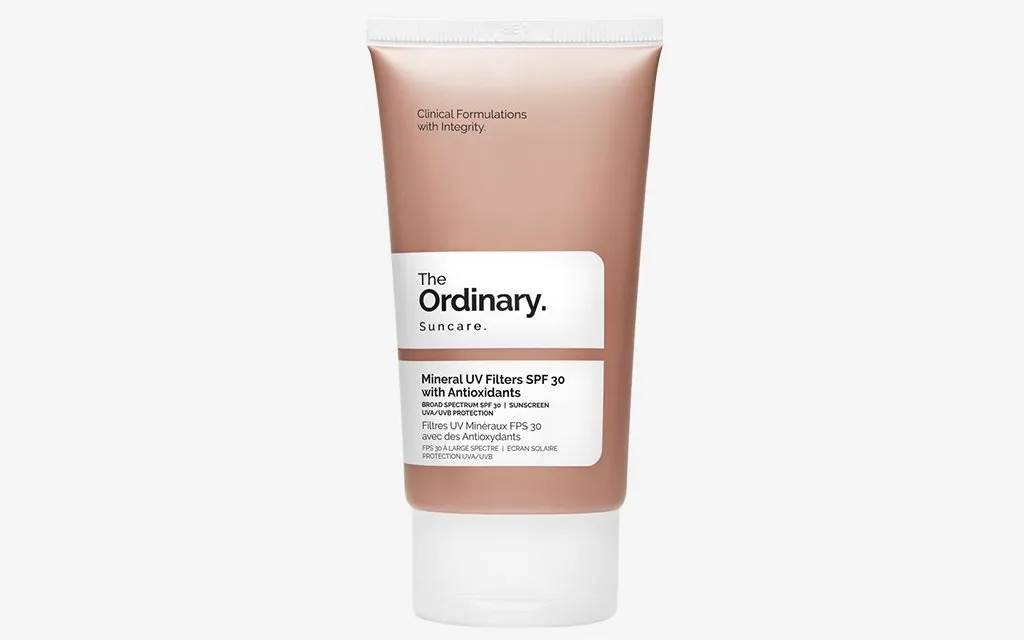 Clinical Formulations
with Integrity.
The
Ordinary.
Suncare.
Mineral UV Filters SPF 30
with Antioxidants
BROAD SPECTRUM SPF 30 | SUNSCREEN
UVA/UVB PROTECTION
Filtres UV Minéraux FPS 30
avec des Antioxydants
FPS 30 À LARGE SPECTRE | ÉCRAN SOLAIRE
PROTECTION UVA/UVB